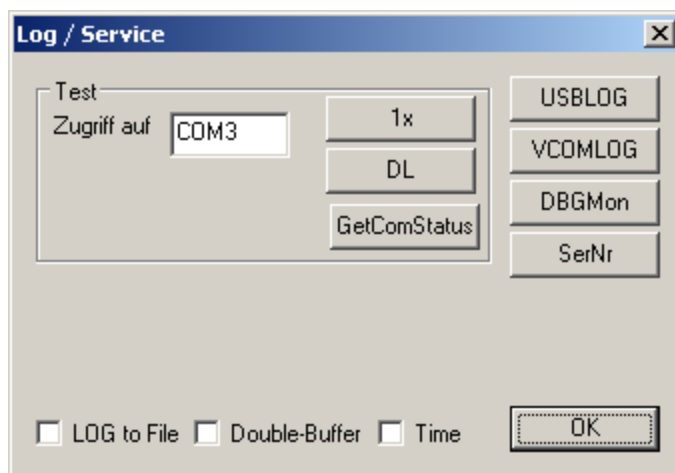 Log / Service
Test
Zugriff auf COM3
1x
DL
GetComStatus
USBLOG
VCOMLOG
DBGMon
SerNr
LOG to File Double-Buffer Time
OK